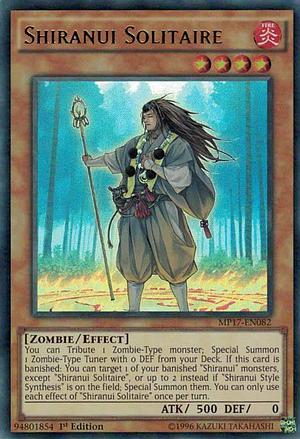 SHIRANUI SOLITAIRE
FIRE
炎
MP17-EN082
[ZOMBIE/EFFECT]
You can Tribute 1 Zombie-Type monster; Special Summon
1 Zombie-Type Tuner with 0 DEF from your Deck. If this card is
banished: You can target 1 of your banished "Shiranui" monsters,
except "Shiranui Solitaire", or up to 2 instead if "Shiranui Style
Synthesis" is on the field; Special Summon them. You can only use
each effect of "Shiranui Solitaire" once per turn.
ATK/ 500 DEF/ 0
94801854 1st Edition ©1996 KAZUKI TAKAHASHI